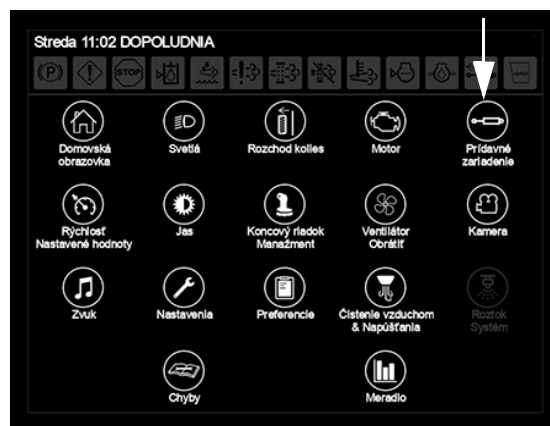 Streda 11:02 DOPOLUDNIA
(P) STOP
Domovská
obrazovka
Svetlá
Rozchod kolies
Motor
Prídavné
zariadenie
Rýchlosť
Nastavené hodnoty
Jas
Koncový riadok
Manažment
Ventilátor
Obrátiť
Kamera
Zvuk
Nastavenia
Preferencie
Čistenie vzduchom
& Napúšťania
Roztok
Systém
Chyby
Meradlo